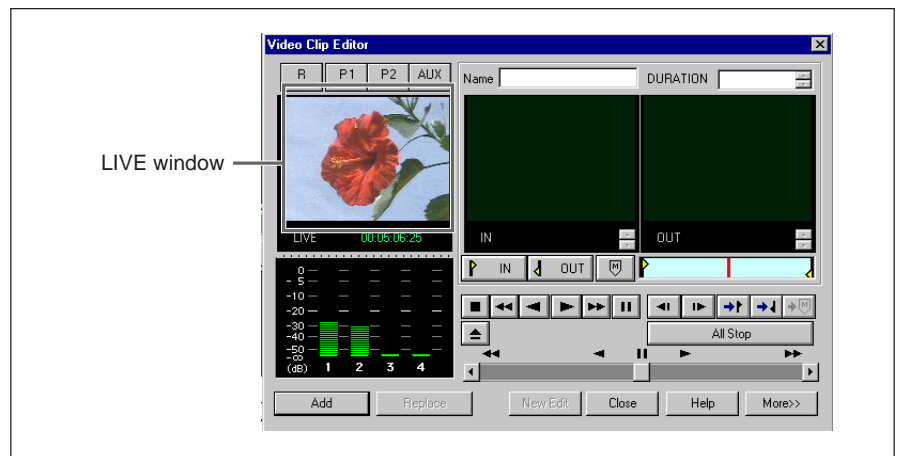 Video Clip Editor
R P1 P2 AUX
Name DURATION
LIVE window
LIVE 00:05:06:25
IN OUT
IN OUT M
0
- 5
-10
-20
-30
-40
-50
-∞
(dB) 1 2 3 4
M
All Stop
Add Replace New Edit Close Help More>>